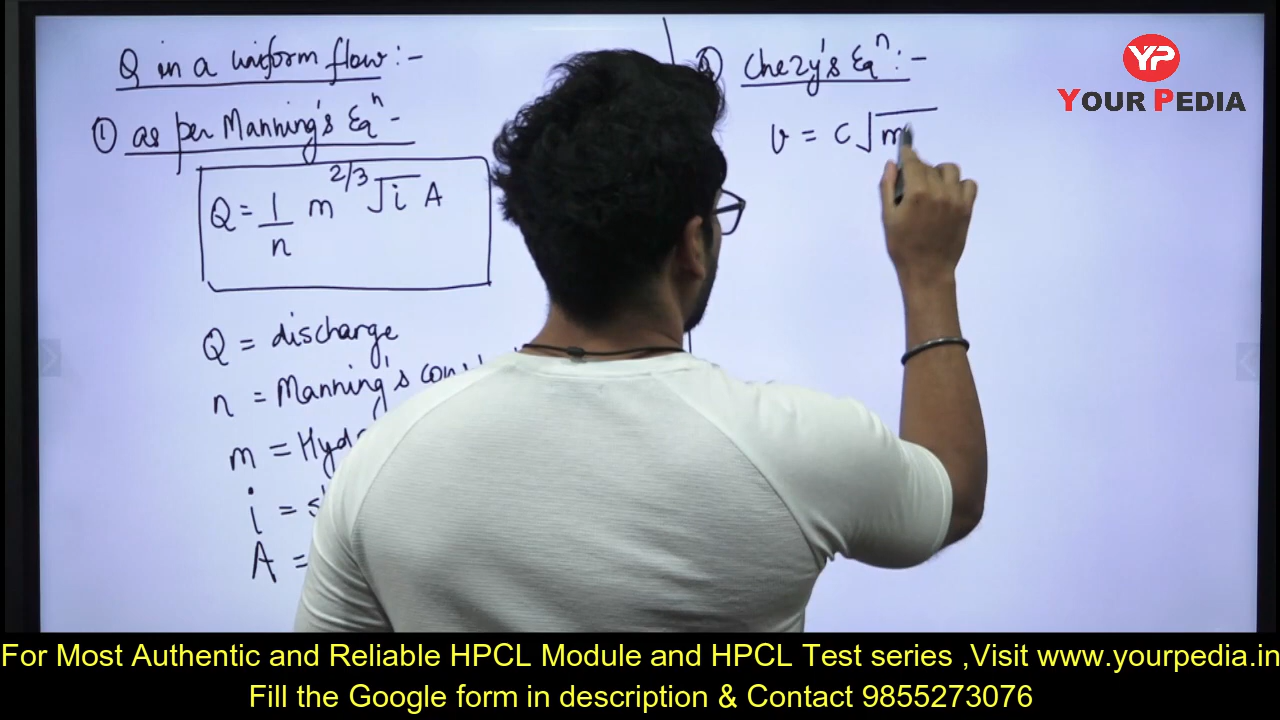 Q in a uniform flow :-
① as per Manning's Eqⁿ -
Q = 1/n m^2/3 √i A
Q = discharge
n = Manning's
m =
i =
A =
Chezy's Eqⁿ :-
v = c√m
YP
YOUR PEDIA
For Most Authentic and Reliable HPCL Module and HPCL Test series ,Visit www.yourpedia.in
Fill the Google form in description & Contact 9855273076